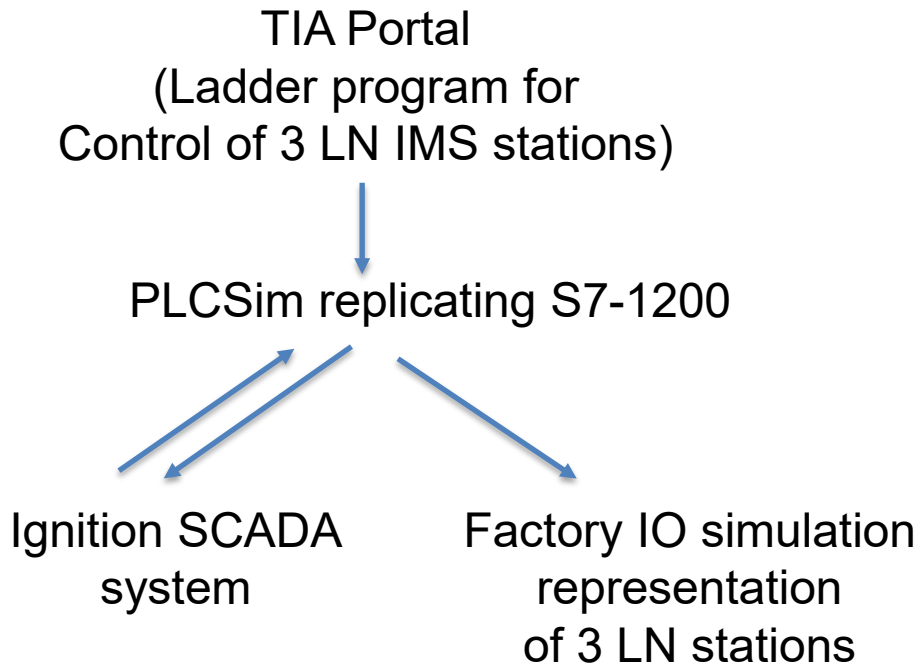 TIA Portal
(Ladder program for
Control of 3 LN IMS stations)
PLCSim replicating S7-1200
Ignition SCADA
system
Factory IO simulation
representation
of 3 LN stations